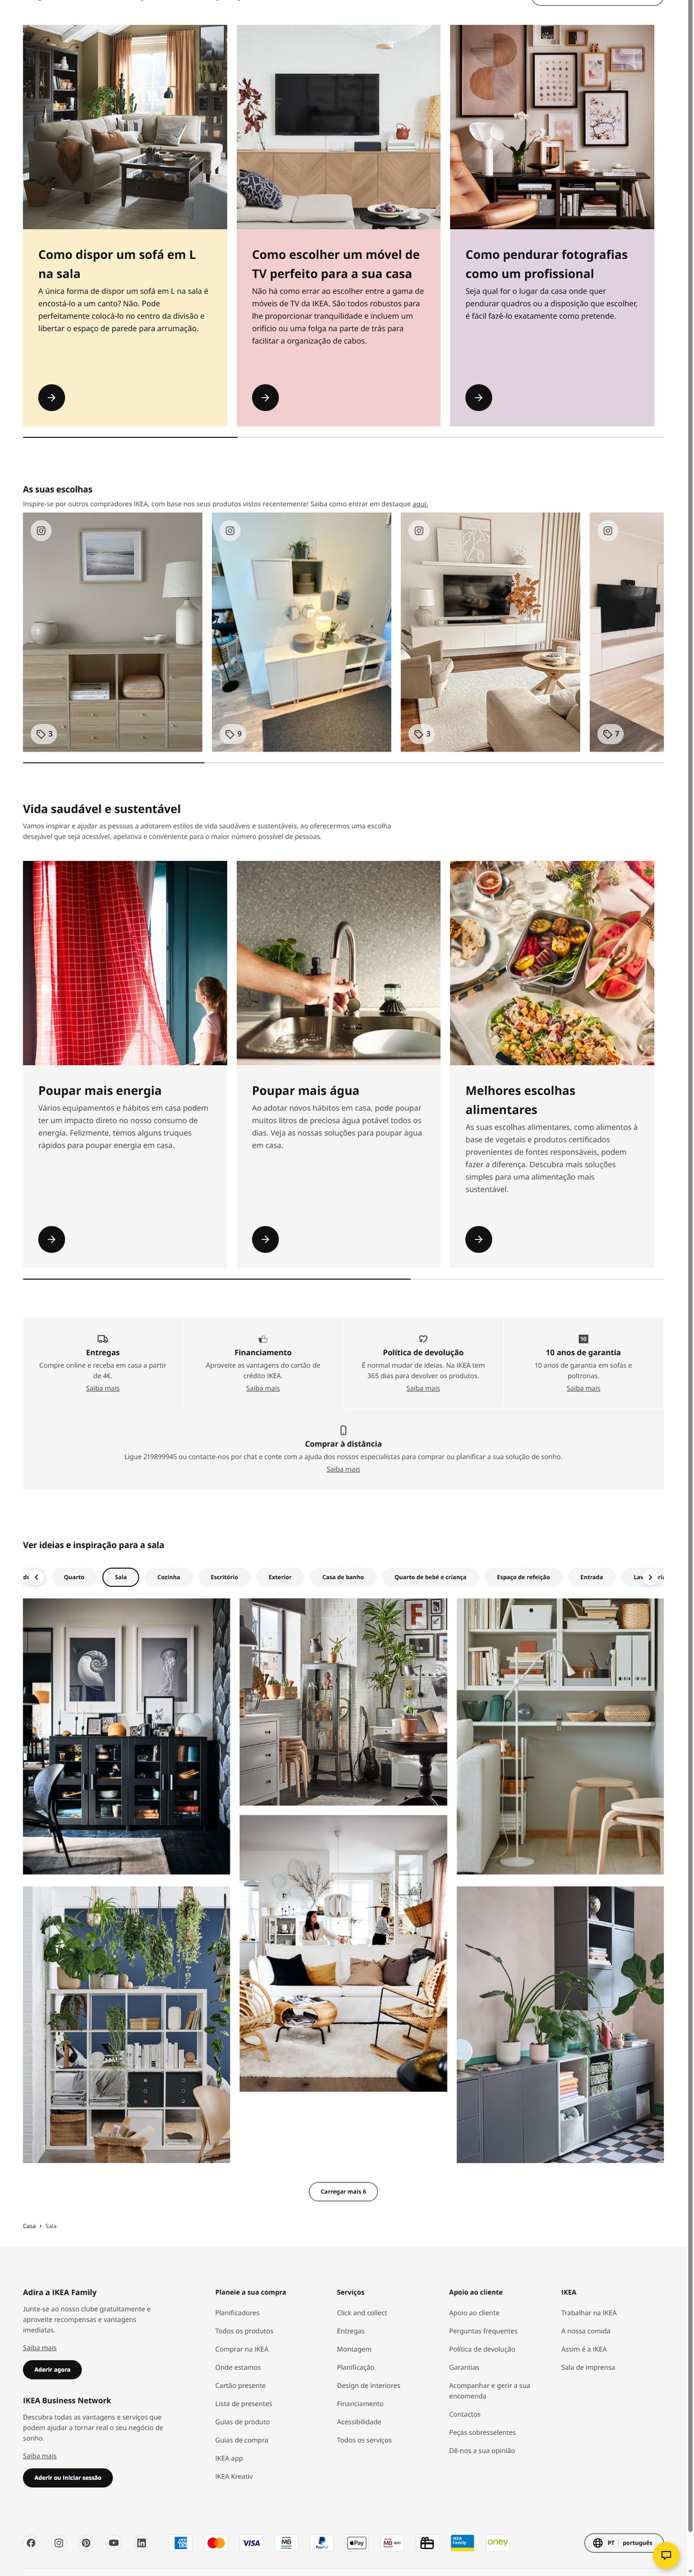 Como dispor um sofá em L
na sala
A única forma de dispor um sofá em L na sala é
encostá-lo a um canto? Não. Pode
perfeitamente colocá-lo no centro da divisão e
libertar o espaço de parede para arrumação.
Como escolher um móvel de
TV perfeito para a sua casa
Não há como errar ao escolher entre a gama de
móveis de TV da IKEA. São todos robustos para
lhe proporcionar tranquilidade e incluem um
orifício ou uma folga na parte de trás para
facilitar a organização de cabos.
Como pendurar fotografias
como um profissional
Seja qual for o lugar da casa onde quer
pendurar quadros ou a disposição que escolher,
é fácil fazê-lo exatamente como pretende.
As suas escolhas
Inspire-se por outros compradores IKEA, com base nos seus produtos vistos recentemente! Saiba como entrar em destaque aqui.
3
9
3
7
Vida saudável e sustentável
Vamos inspirar e ajudar as pessoas a adotarem estilos de vida saudáveis e sustentáveis, ao oferecermos uma escolha
desejável que seja acessível, apelativa e conveniente para o maior número possível de pessoas.
Poupar mais energia
Vários equipamentos e hábitos em casa podem
ter um impacto direto no nosso consumo de
energia. Felizmente, temos alguns truques
rápidos para poupar energia em casa.
Poupar mais água
Ao adotar novos hábitos em casa, pode poupar
muitos litros de preciosa água potável todos os
dias. Veja as nossas soluções para poupar água
em casa.
Melhores escolhas
alimentares
As suas escolhas alimentares, como alimentos à
base de vegetais e produtos certificados
provenientes de fontes responsáveis, podem
fazer a diferença. Descubra mais soluções
simples para uma alimentação mais
sustentável.
Entregas
Compre online e receba em casa a partir
de 4€.
Saiba mais
Financiamento
Aproveite as vantagens do cartão de
crédito IKEA.
Saiba mais
Política de devolução
É normal mudar de ideias. Na IKEA tem
365 dias para devolver os produtos.
Saiba mais
10
10 anos de garantia
10 anos de garantia em sofás e
poltronas.
Saiba mais
Comprar à distância
Ligue 219899945 ou contacte-nos por chat e conte com a ajuda dos nossos especialistas para comprar ou planificar a sua solução de sonho.
Saiba mais
Ver ideias e inspiração para a sala
Quarto
Sala
Cozinha
Escritório
Exterior
Casa de banho
Quarto de bebé e criança
Espaço de refeição
Entrada
Carregar mais 6
Casa › Sala
Adira a IKEA Family
Junte-se ao nosso clube gratuitamente e
aproveite recompensas e vantagens
imediatas.
Saiba mais
Aderir agora
IKEA Business Network
Descubra todas as vantagens e serviços que
podem ajudar a tornar real o seu negócio de
sonho.
Saiba mais
Aderir ou iniciar sessão
Planeie a sua compra
Planificadores
Todos os produtos
Comprar na IKEA
Onde estamos
Cartão presente
Lista de presentes
Guias de produto
Guias de compra
IKEA app
IKEA Kreativ
Serviços
Click and collect
Entregas
Montagem
Planificação
Design de interiores
Financiamento
Acessibilidade
Todos os serviços
Apoio ao cliente
Apoio ao cliente
Perguntas frequentes
Política de devolução
Garantias
Acompanhar e gerir a sua
encomenda
Contactos
Peças sobresselentes
Dê-nos a sua opinião
IKEA
Trabalhar na IKEA
A nossa comida
Assim é a IKEA
Sala de imprensa
VISA
MB
PayPal
Pay
MB WAY
IKEA
Family
oney
PT
português